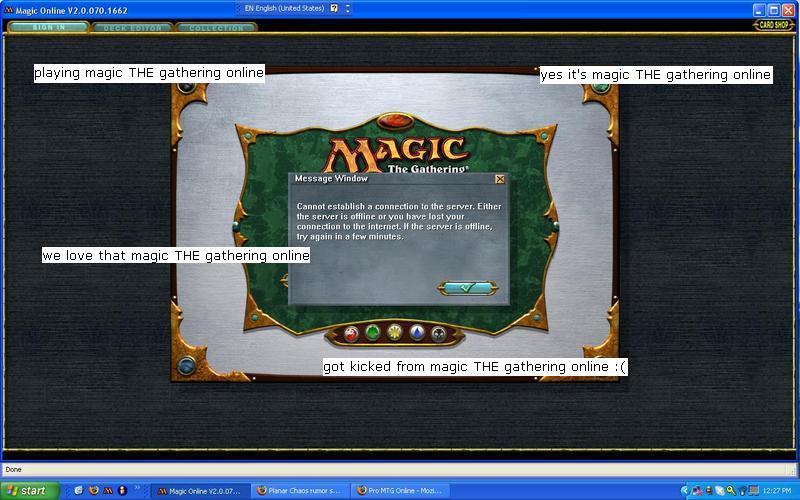 Magic Online V2.0.070.1662
EN English (United States)
SIGN IN
DECK EDITOR
COLLECTION
CARD SHOP
playing magic THE gathering online
yes it's magic THE gathering online
MAGIC
The Gathering®
Message Window
Cannot establish a connection to the server. Either
the server is offline or you have lost your
connection to the internet. If the server is offline,
try again in a few minutes.
we love that magic THE gathering online
got kicked from magic THE gathering online :(
Done
start
Magic Online V2.0.07...
Planar Chaos rumor s...
Pro MTG Online - Mozi...
12:27 PM